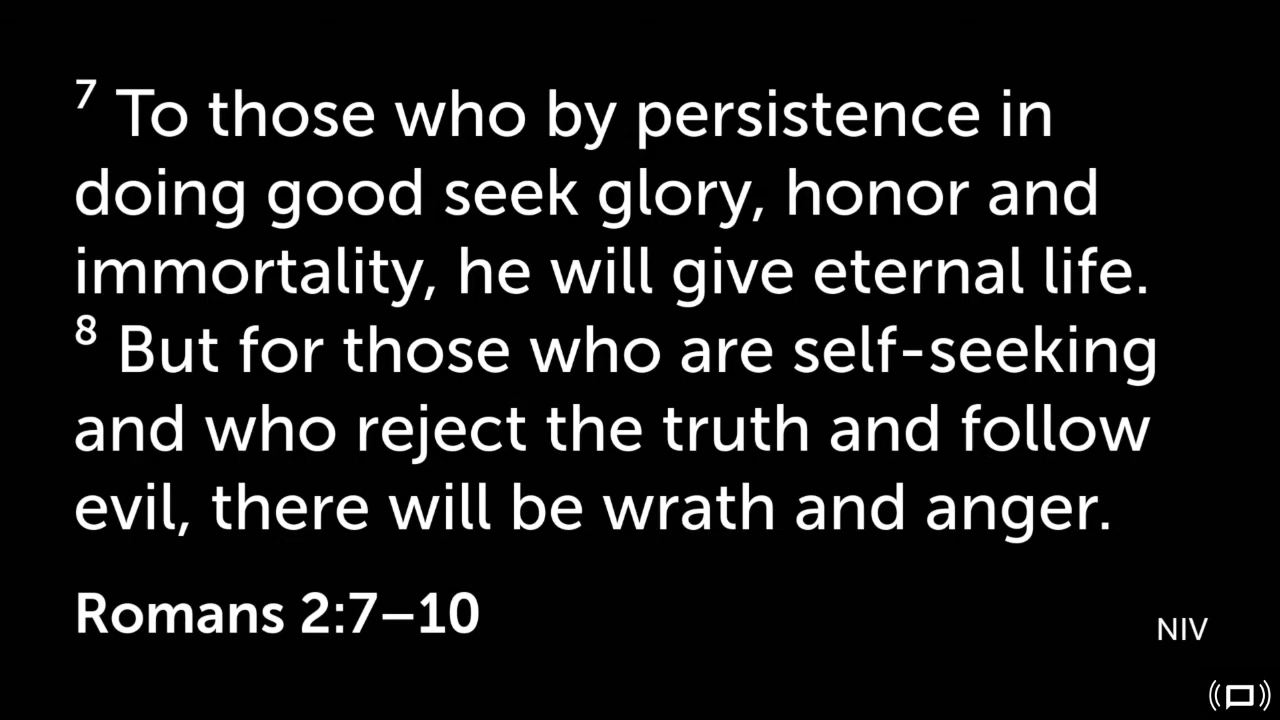 7 To those who by persistence in
doing good seek glory, honor and
immortality, he will give eternal life.
8 But for those who are self-seeking
and who reject the truth and follow
evil, there will be wrath and anger.
Romans 2:7–10
NIV